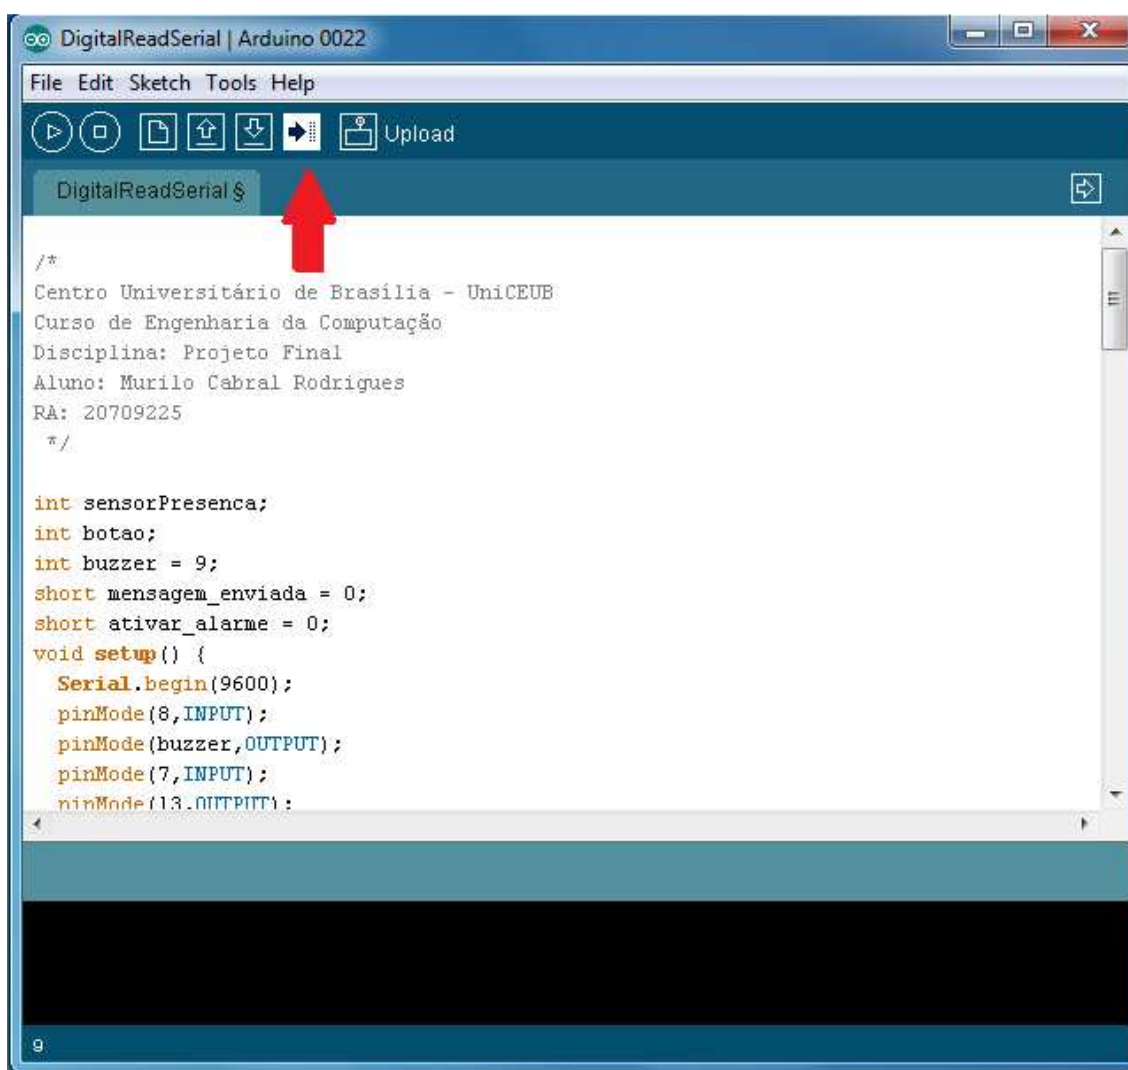 DigitalReadSerial | Arduino 0022
File Edit Sketch Tools Help
Upload
DigitalReadSerial §
/*
Centro Universitário de Brasília - UniCEUB
Curso de Engenharia da Computação
Disciplina: Projeto Final
Aluno: Murilo Cabral Rodrigues
RA: 20709225
*/
int sensorPresenca;
int botao;
int buzzer = 9;
short mensagem_enviada = 0;
short ativar_alarme = 0;
void setup() {
Serial.begin(9600);
pinMode(8,INPUT);
pinMode(buzzer,OUTPUT);
pinMode(7,INPUT);
pinMode(13,OUTPUT);
9